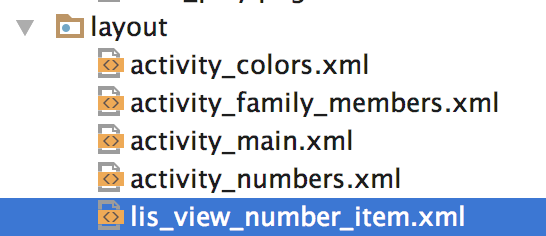 layout
activity_colors.xml
activity_family_members.xml
activity_main.xml
activity_numbers.xml
lis_view_number_item.xml